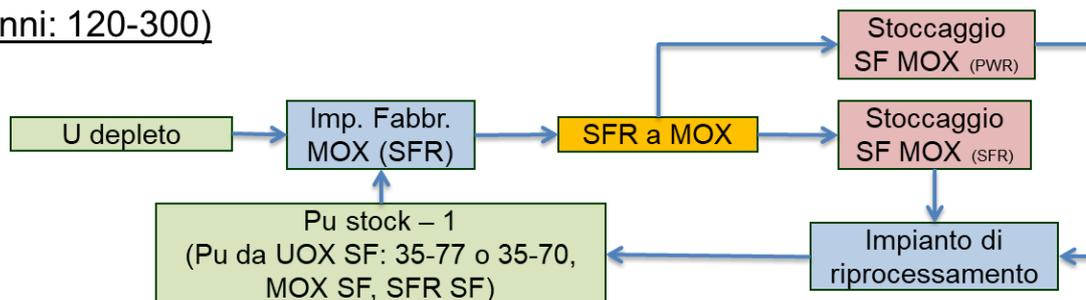 nni: 120-300)
Stoccaggio
SF MOX (PWR)
U depleto
Imp. Fabbr.
MOX (SFR)
SFR a MOX
Stoccaggio
SF MOX (SFR)
Pu stock – 1
(Pu da UOX SF: 35-77 o 35-70,
MOX SF, SFR SF)
Impianto di
riprocessamento